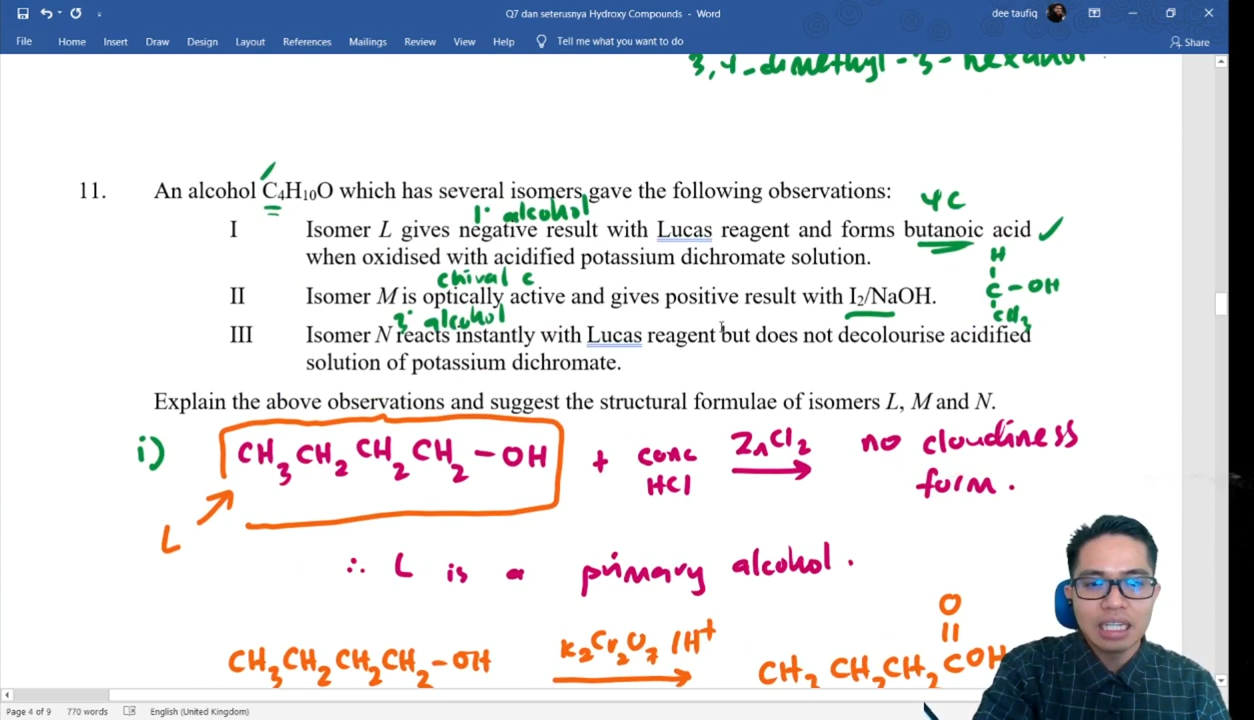 Q7 dan seterusnya Hydroxy Compounds - Word
dee taufiq
File Home Insert Draw Design Layout References Mailings Review View Help Tell me what you want to do Share
3,4-dimethyl-3-hexanol
11. An alcohol C₄H₁₀O which has several isomers gave the following observations:
1° alcohol
4C
I Isomer L gives negative result with Lucas reagent and forms butanoic acid
when oxidised with acidified potassium dichromate solution.
chiral c
H
II Isomer M is optically active and gives positive result with I₂/NaOH.
C-OH
3° alcohol
CH₃
III Isomer N reacts instantly with Lucas reagent but does not decolourise acidified
solution of potassium dichromate.
Explain the above observations and suggest the structural formulae of isomers L, M and N.
i) CH₃CH₂CH₂CH₂-OH + conc HCl ZnCl₂ no cloudiness
form.
L
∴ L is a primary alcohol.
CH₃CH₂CH₂CH₂-OH K₂Cr₂O₇/H⁺ CH₂CH₂CH₂COH
O
Page 4 of 9 770 words English (United Kingdom)